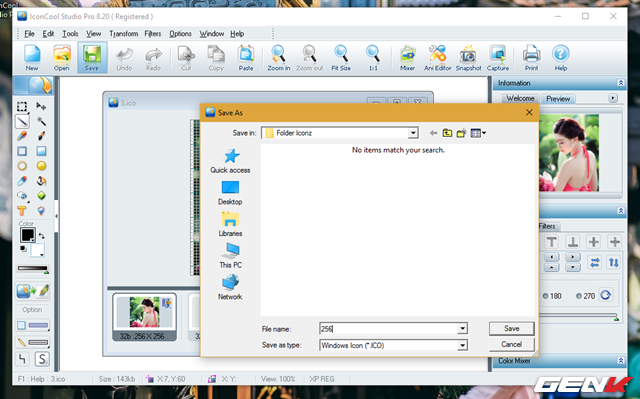 IconCool Studio Pro 8.20 ( Registered )
File Edit Tools View Transform Filters Options Window Help
New Open Save Undo Redo Cut Copy Paste Zoom in Zoom out Fit Size 1:1 Mixer Ani Editor Snapshot Capture Print Help
Information
Welcome Preview
3.ico
Save As
Save in: Folder Iconz
No items match your search.
Quick access
Desktop
Libraries
This PC
Network
File name: 256 Save
Save as type: Windows Icon (*.ICO) Cancel
Color
Option
32b :256 X 256
Filters
180 270
Color Mixer
F1 : Help 3.ico Size : 143kb X:7, Y:60 X: Y: View: 100% XP REG
GENK